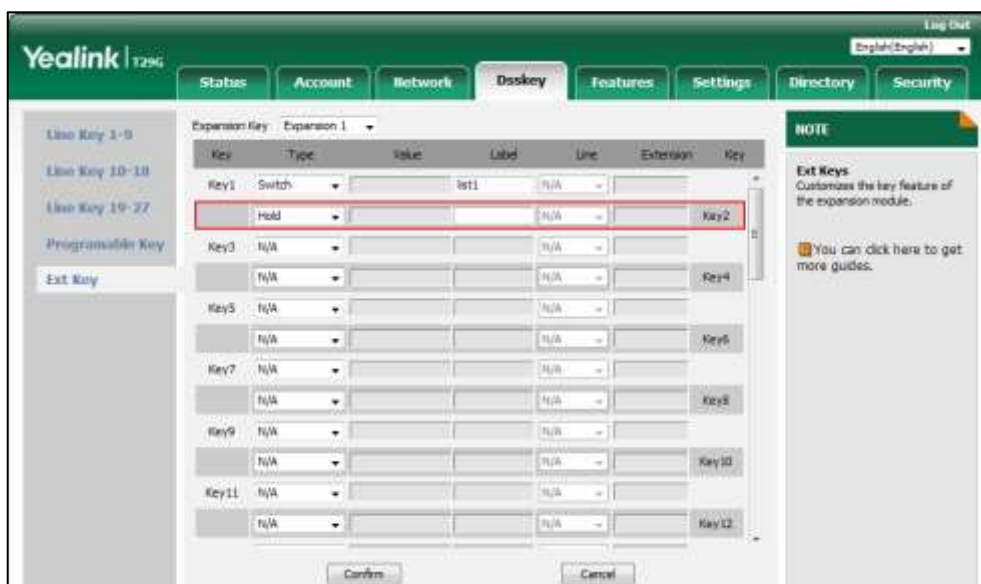 Log Out
English(English)
Yealink T29G
Status Account Network Dsskey Features Settings Directory Security
Line Key 1-9
Line Key 10-18
Line Key 19-27
Programable Key
Ext Key
Expansion Key Expansion 1
Key Type Value Label Line Extension Key
Key1 Switch list1 N/A
Hold N/A Key2
Key3 N/A N/A
N/A N/A Key4
Key5 N/A N/A
N/A N/A Key6
Key7 N/A N/A
N/A N/A Key8
Key9 N/A N/A
N/A N/A Key10
Key11 N/A N/A
N/A N/A Key12
Confirm Cancel
NOTE
Ext Keys
Customizes the key feature of
the expansion module.
You can click here to get
more guides.